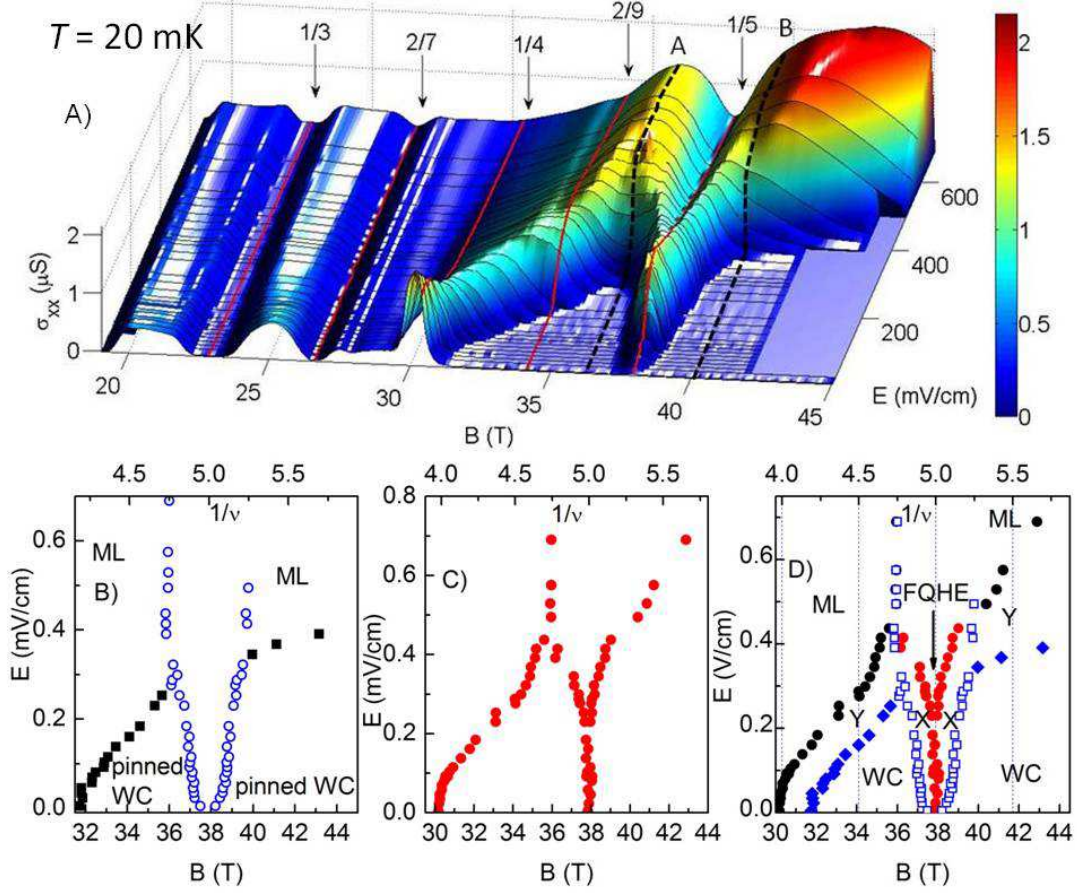 T = 20 mK
A)
1/3
2/7
1/4
2/9
A
1/5
B
2
1.5
1
0.5
0
σxx (μS)
2
1
0
20
25
30
35
40
45
B (T)
200
400
600
E (mV/cm)
4.5
5.0
5.5
1/ν
ML
B)
ML
pinned WC
pinned WC
E (mV/cm)
0.6
0.4
0.2
0.0
32
34
36
38
40
42
44
B (T)
4.0
4.5
5.0
5.5
1/ν
C)
E (mV/cm)
0.8
0.6
0.4
0.2
0.0
30
32
34
36
38
40
42
44
B (T)
4.0
4.5
5.0
5.5
1/ν
ML
D)
ML
FQHE
Y
Y
X
X
WC
WC
E (V/cm)
0.6
0.4
0.2
0.0
30
32
34
36
38
40
42
44
B (T)